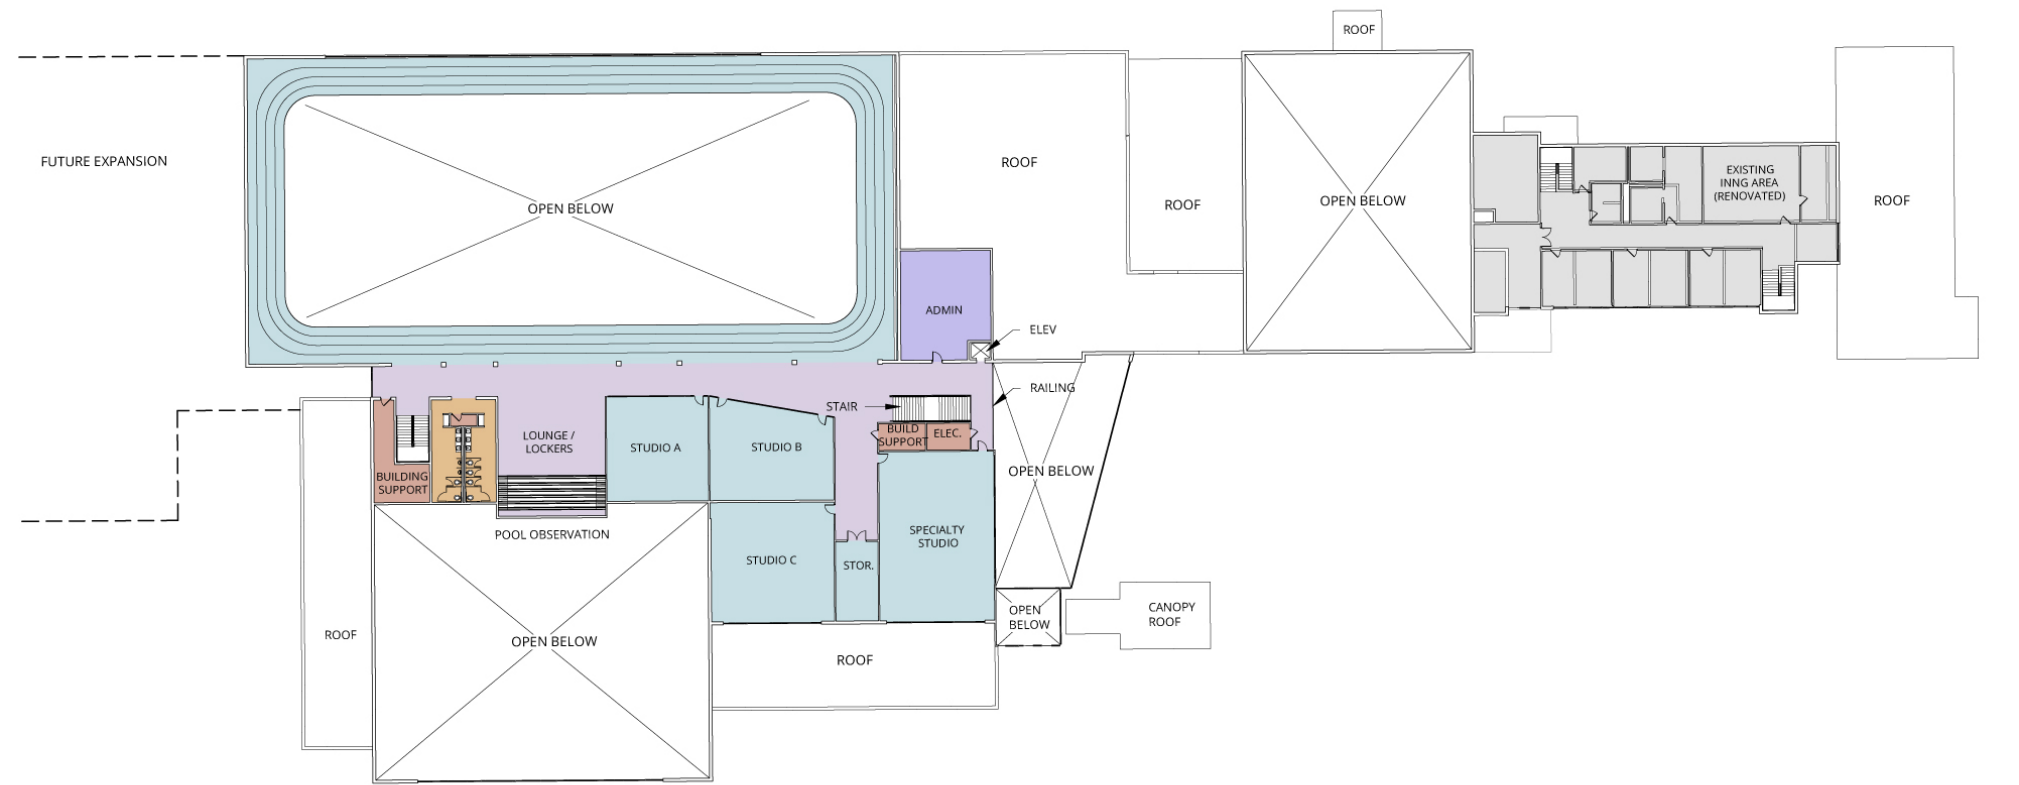 ROOF
FUTURE EXPANSION
OPEN BELOW
ROOF
ROOF
OPEN BELOW
EXISTING
INNG AREA
(RENOVATED)
ROOF
ADMIN
ELEV
RAILING
STAIR
LOUNGE /
LOCKERS
STUDIO A
STUDIO B
BUILD
SUPPORT
ELEC.
BUILDING
SUPPORT
OPEN BELOW
POOL OBSERVATION
SPECIALTY
STUDIO
STUDIO C
STOR.
OPEN
BELOW
CANOPY
ROOF
ROOF
OPEN BELOW
ROOF